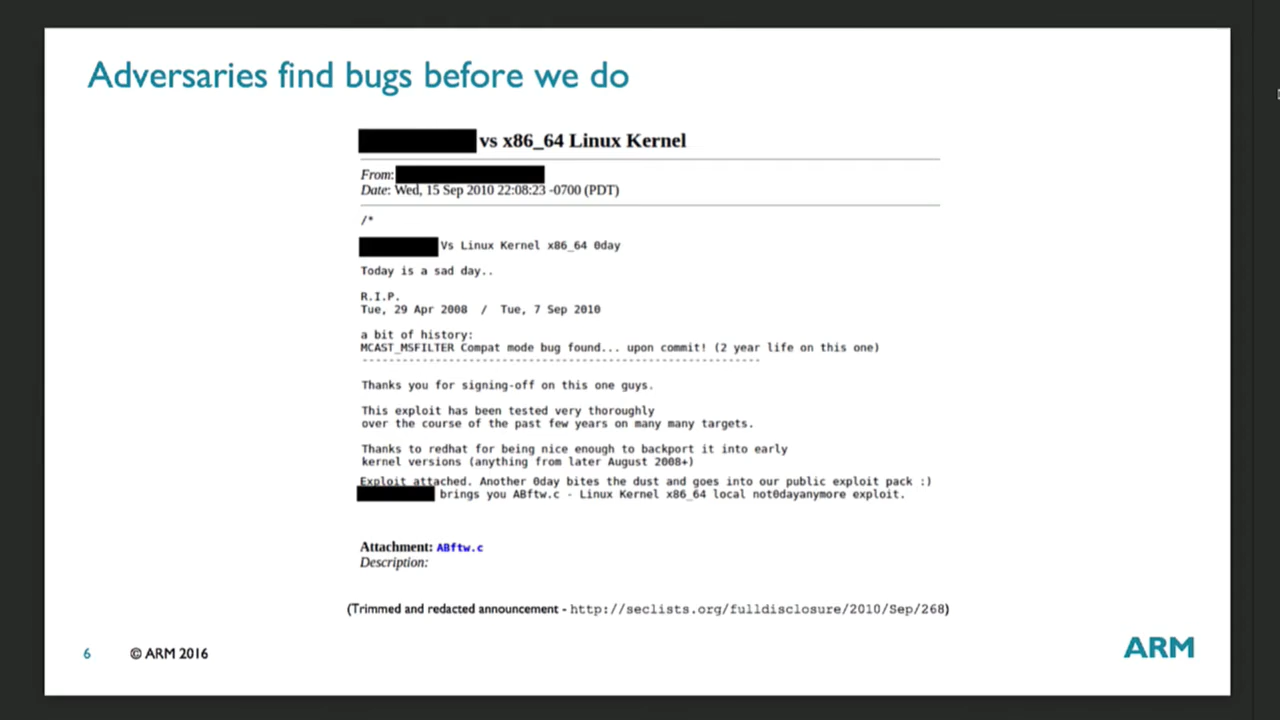 Adversaries find bugs before we do
vs x86_64 Linux Kernel
From:
Date: Wed, 15 Sep 2010 22:08:23 -0700 (PDT)
/*
Vs Linux Kernel x86_64 0day
Today is a sad day..
R.I.P.
Tue, 29 Apr 2008 / Tue, 7 Sep 2010
a bit of history:
MCAST_MSFILTER Compat mode bug found... upon commit! (2 year life on this one)
------------------------------------------------------------
Thanks you for signing-off on this one guys.
This exploit has been tested very thoroughly
over the course of the past few years on many many targets.
Thanks to redhat for being nice enough to backport it into early
kernel versions (anything from later August 2008+)
Exploit attached. Another 0day bites the dust and goes into our public exploit pack :)
brings you ABftw.c - Linux Kernel x86_64 local not0dayanymore exploit.
Attachment: ABftw.c
Description:
(Trimmed and redacted announcement - http://seclists.org/fulldisclosure/2010/Sep/268)
6 © ARM 2016
ARM